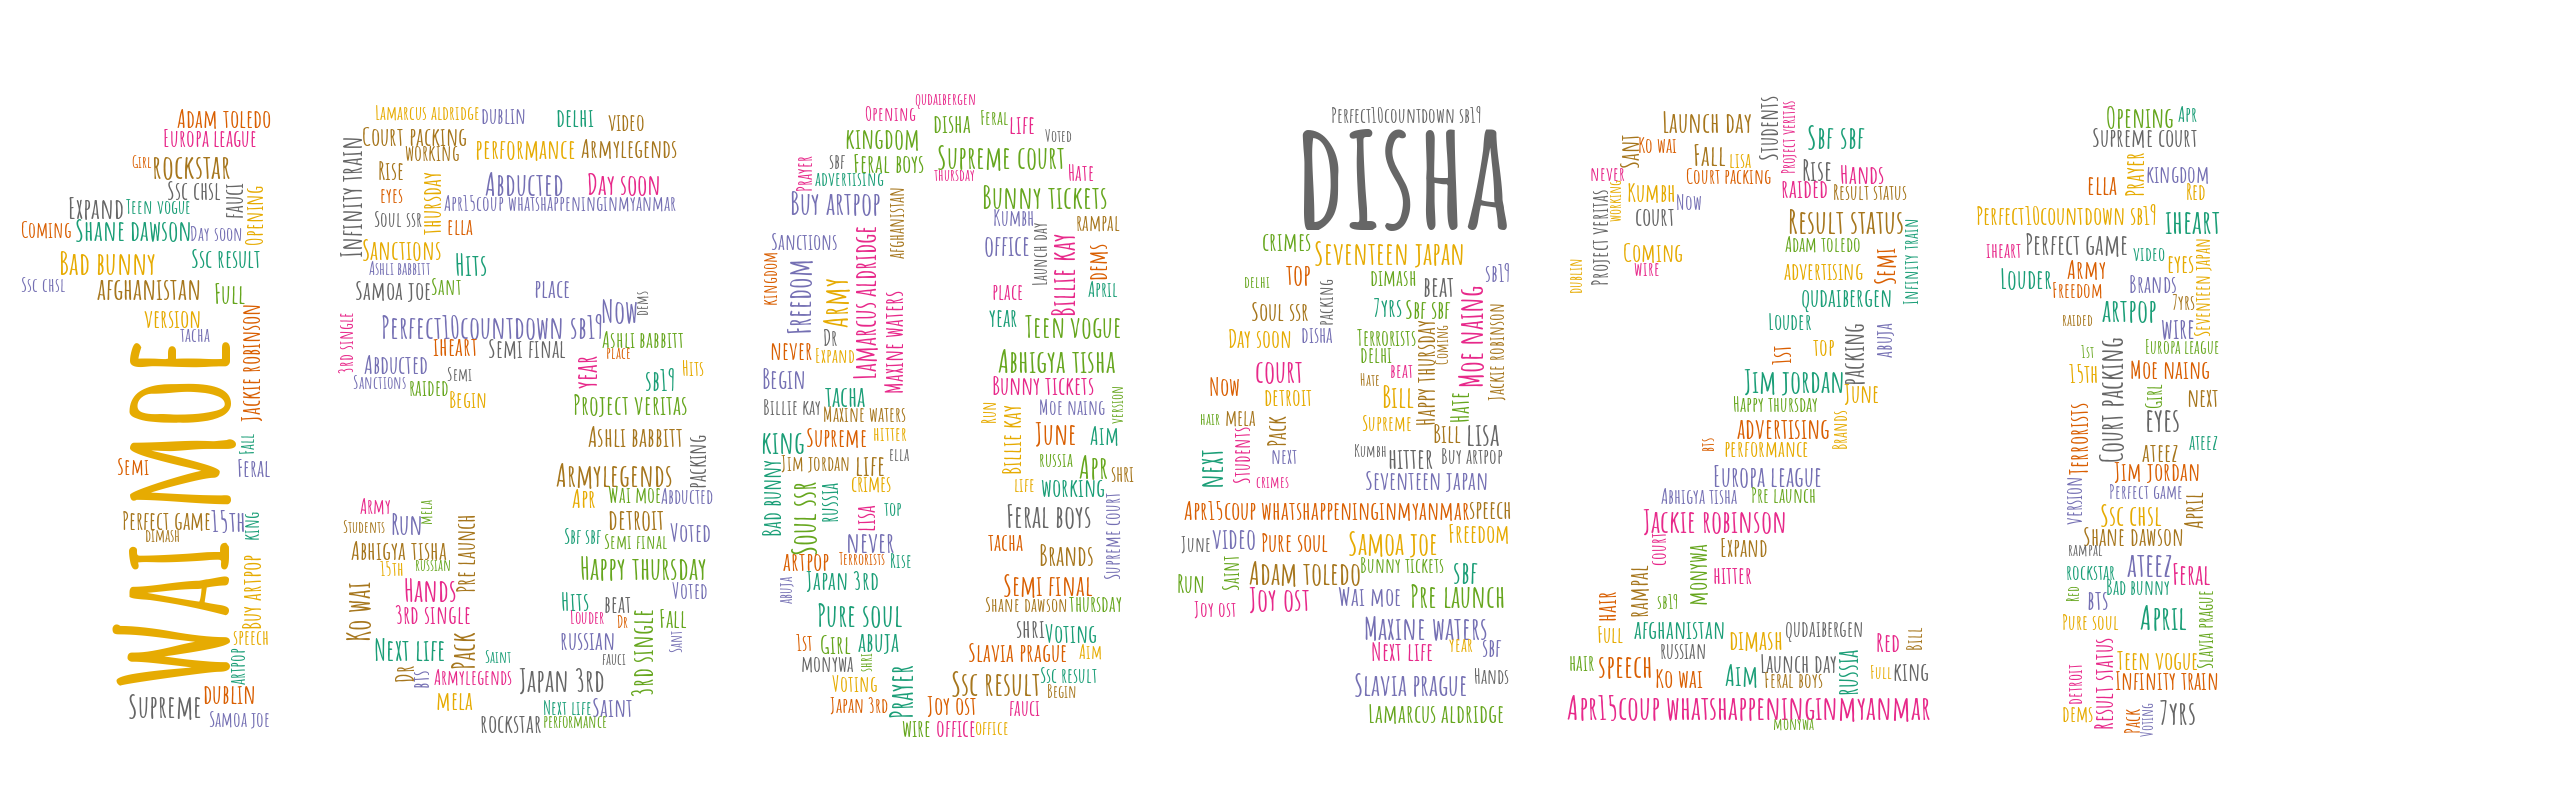 Adam Toledo
Europa League
Girl
Rockstar
Ssc chsl
Fauci
Opening
Expand
Teen vogue
Coming
Shane Dawson
Day soon
Bad Bunny
Ssc result
Ssc chsl
Afghanistan
Full
version
Tacha
Jackie Robinson
Wai Moe
Fall
Semi
Feral
Perfect game
15th
King
Dimash
Buy artpop
speech
artpop
Supreme
Dublin
Samoa Joe
Lamarcus aldridge
Dublin
Delhi
video
Infinity train
Court packing
working
performance
Armylegends
Rise
Thursday
Abducted
Day soon
eyes
Apr15coup whatshappeninginmyanmar
Soul ssr
ella
Sanctions
Ashli babbitt
Hits
Samoa Joe
Sant
place
Now
Dems
3rd single
Perfect10countdown sb19
iheart
Semi final
Ashli babbitt
place
Abducted
year
Hits
Sanctions
raided
Semi
sb19
Begin
Project veritas
Ashli babbitt
packing
Armylegends
Apr
Wai moe
Abducted
Army
Students
Run
mela
Detroit
Voted
Sbf sbf
Semi final
Abhigya tisha
Pre launch
15th
russian
Happy Thursday
Ko wai
Hands
3rd single
Hits
beat
Voted
Louder
Dr
Fall
Next life
Pack
Saint
russian
Fauci
3rd single
Sant
Dr
bts
Armylegends
Japan 3rd
mela
Next life
Saint
rockstar
performance
Qudaibergen
Opening
Disha
Feral
Life
kingdom
Voted
Prayer
sbf
Feral boys
Supreme court
Hate
advertising
Thursday
Buy artpop
Afghanistan
Bunny tickets
Kumbh
rampal
Sanctions
office
Launch day
Billie Kay
Dems
kingdom
Freedom
Army
Lamarcus aldridge
Maxine Waters
place
April
year
Teen vogue
never
Dr
Expand
Abhigya tisha
Begin
Bunny tickets
Tacha
Billie Kay
Maxine Waters
Run
Billie Kay
Moe naing
version
king
Supreme
hitter
June
Aim
Bad bunny
Jim Jordan
Life
ella
russia
Apr
Shri
crimes
Life
working
Soul ssr
russia
Lisa
top
Feral boys
Supreme court
never
artpop
Terrorists
Rise
Tacha
Brands
abuja
Japan 3rd
Semi final
Shane Dawson
Thursday
Pure soul
shri
Voting
1st
Girl
abuja
Slavia prague
Aim
monywa
shri
Voting
Prayer
Ssc result
Ssc result
Begin
Japan 3rd
Joy ost
fauci
wire
office
office
Perfect10countdown sb19
DISHA
crimes
Seventeen Japan
Delhi
top
packing
Dimash
beat
sb19
Soul ssr
7yrs
Sbf sbf
Moe naing
Jackie Robinson
Day soon
Disha
Terrorists
Happy Thursday
Coming
Delhi
court
Hate
beat
Now
Detroit
Bill
Hate
hair
mela
Students
Pack
Supreme
Bill
Lisa
next
next
Kumbh
hitter
Buy artpop
crimes
Seventeen Japan
Apr15coup whatshappeninginmyanmar
speech
June
video
Pure soul
Samoa Joe
Freedom
Run
Saint
Adam Toledo
Bunny tickets
sbf
Joy ost
Joy ost
Wai moe
Pre launch
Maxine Waters
Next life
year
sbf
Slavia prague
Hands
Lamarcus aldridge
Sant
Ko wai
Launch day
Students
Project veritas
Sbf sbf
Fall
Lisa
never
Court packing
Rise
Hands
raided
Result status
working
Kumbh
Now
Project veritas
court
Result status
Dublin
Coming
wire
Adam Toledo
advertising
Semi
Infinity train
Qudaibergen
Louder
packing
abuja
1st
top
Jim Jordan
June
Happy Thursday
advertising
Brands
bts
performance
Europa League
Abhigya tisha
Pre launch
Jackie Robinson
court
Monywa
Expand
hitter
hair
rampal
sb19
Full
Afghanistan
Dimash
Qudaibergen
russian
Red
Bill
hair
speech
Ko wai
Aim
Launch day
Feral boys
russia
Full
King
Apr15coup whatshappeninginmyanmar
monywa
Opening
Apr
Supreme court
Prayer
kingdom
ella
Red
Perfect10countdown sb19
iheart
iheart
Perfect game
video
eyes
Seventeen Japan
Louder
Army
Freedom
Brands
7yrs
raided
artpop
wire
1st
Court packing
Europa League
15th
Moe naing
Girl
next
Terrorists
eyes
ateez
ateez
Jim Jordan
version
Perfect game
April
Ssc chsl
Shane Dawson
rampal
rockstar
ateez
Feral
Red
bts
Bad bunny
Slavia prague
Pure soul
April
Detroit
Result status
Teen vogue
Infinity train
dems
Pack
Voting
7yrs